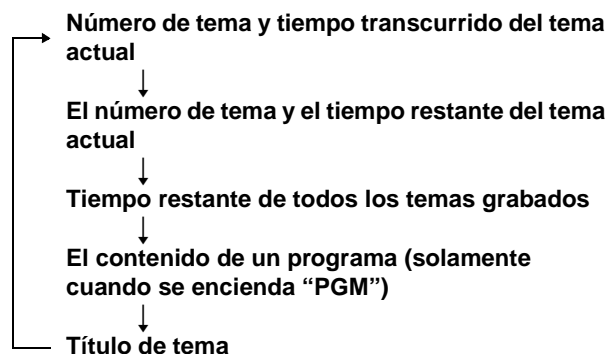 Número de tema y tiempo transcurrido del tema
actual
El número de tema y el tiempo restante del tema
actual
Tiempo restante de todos los temas grabados
El contenido de un programa (solamente
cuando se encienda “PGM”)
Título de tema